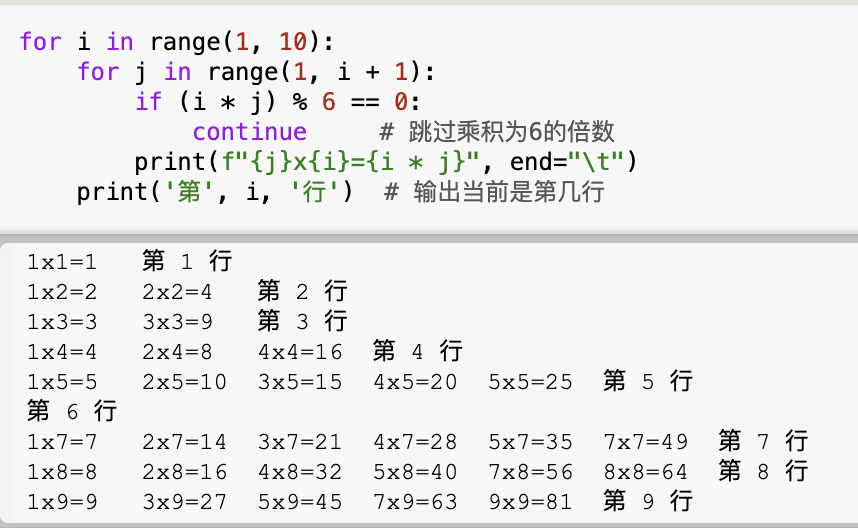 for i in range(1, 10):
    for j in range(1, i + 1):
        if (i * j) % 6 == 0:
            continue      # 跳过乘积为6的倍数
        print(f"{j}x{i}={i * j}", end="\t")
    print('第', i, '行')  # 输出当前是第几行
1x1=1	第 1 行
1x2=2	2x2=4	第 2 行
1x3=3	3x3=9	第 3 行
1x4=4	2x4=8	4x4=16	第 4 行
1x5=5	2x5=10	3x5=15	4x5=20	5x5=25	第 5 行
第 6 行
1x7=7	2x7=14	3x7=21	4x7=28	5x7=35	7x7=49	第 7 行
1x8=8	2x8=16	4x8=32	5x8=40	7x8=56	8x8=64	第 8 行
1x9=9	3x9=27	5x9=45	7x9=63	9x9=81	第 9 行